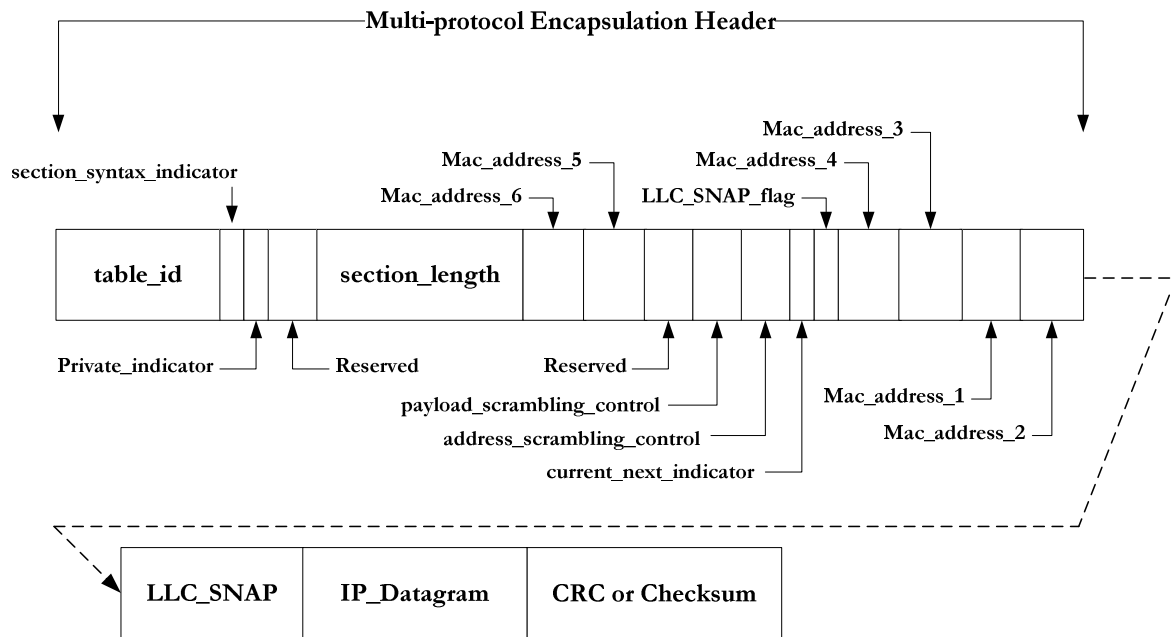 Multi-protocol Encapsulation Header
Mac_address_3
Mac_address_5
Mac_address_4
section_syntax_indicator
Mac_address_6
LLC_SNAP_flag
table_id
section_length
Private_indicator
Reserved
Reserved
Mac_address_1
payload_scrambling_control
Mac_address_2
address_scrambling_control
current_next_indicator
LLC_SNAP
IP_Datagram
CRC or Checksum